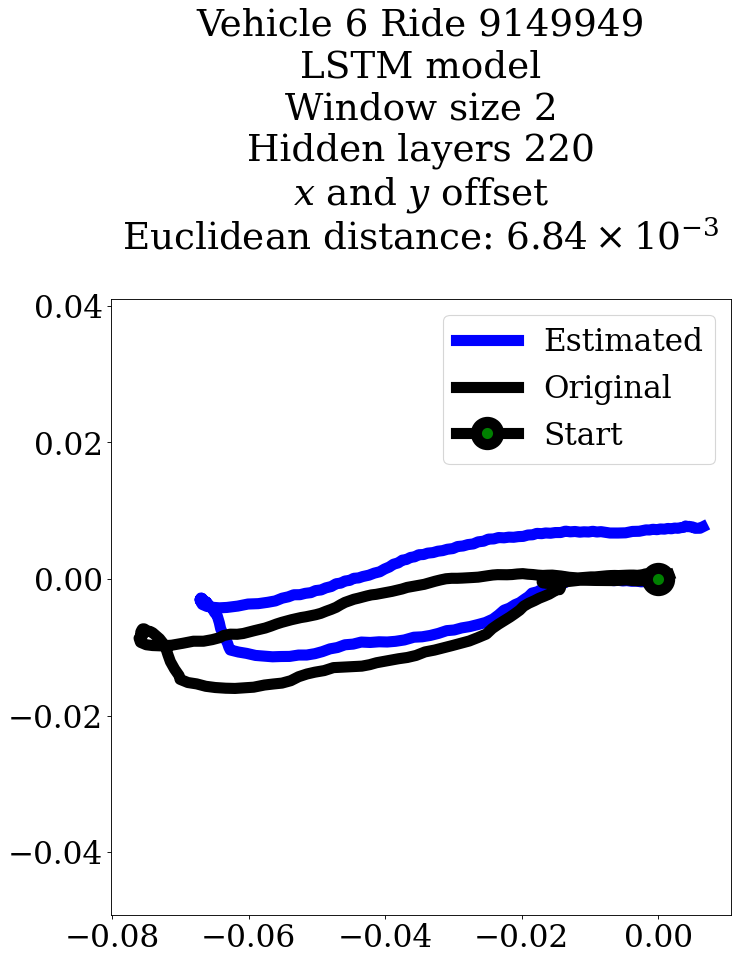 Vehicle 6 Ride 9149949
LSTM model
Window size 2
Hidden layers 220
x and y offset
Euclidean distance: 6.84 × 10⁻³
0.04
0.02
0.00
−0.02
−0.04
Estimated
Original
Start
−0.08 −0.06 −0.04 −0.02 0.00